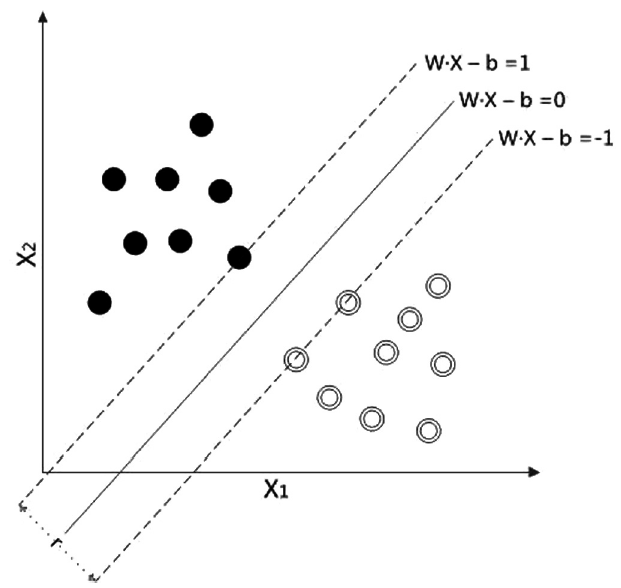 W·X – b =1
W·X – b =0
W·X – b =-1
X2
X1